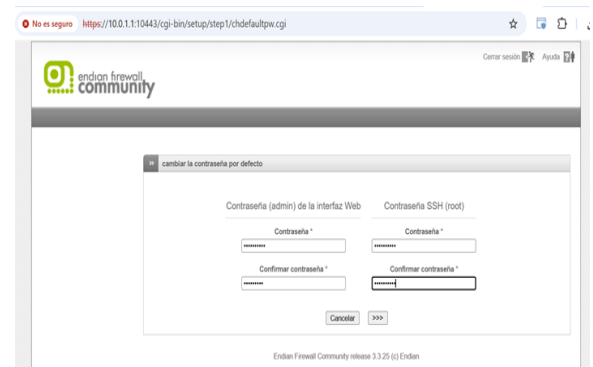 No es seguro https://10.0.1.1:10443/cgi-bin/setup/step1/chdefaultpw.cgi
Cerrar sesión Ayuda
endian firewall
community
>> cambiar la contraseña por defecto
Contraseña (admin) de la interfaz Web Contraseña SSH (root)
Contraseña * Contraseña *
Confirmar contraseña * Confirmar contraseña *
Cancelar >>>
Endian Firewall Community release 3.3.25 (c) Endian